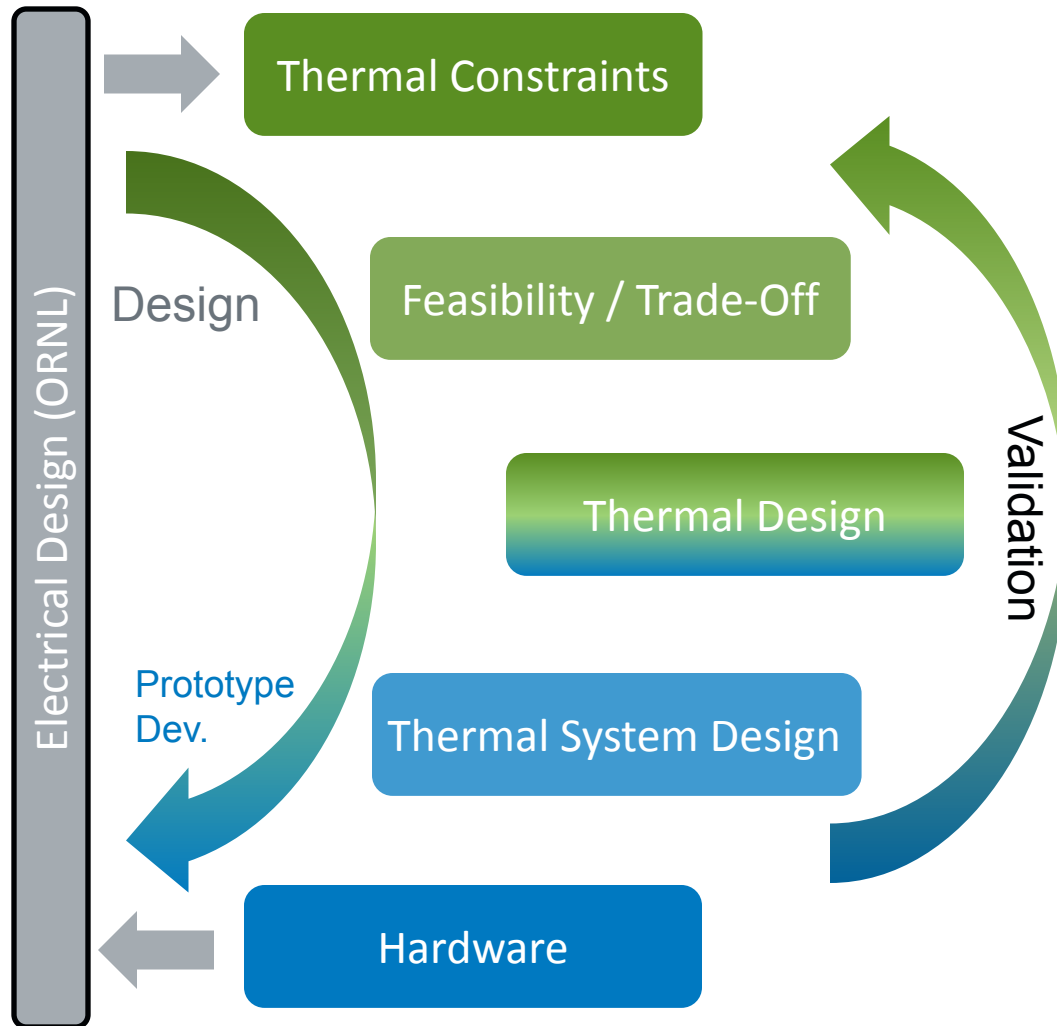 Electrical Design (ORNL)
Thermal Constraints
Design
Feasibility / Trade-Off
Thermal Design
Validation
Prototype
Dev.
Thermal System Design
Hardware